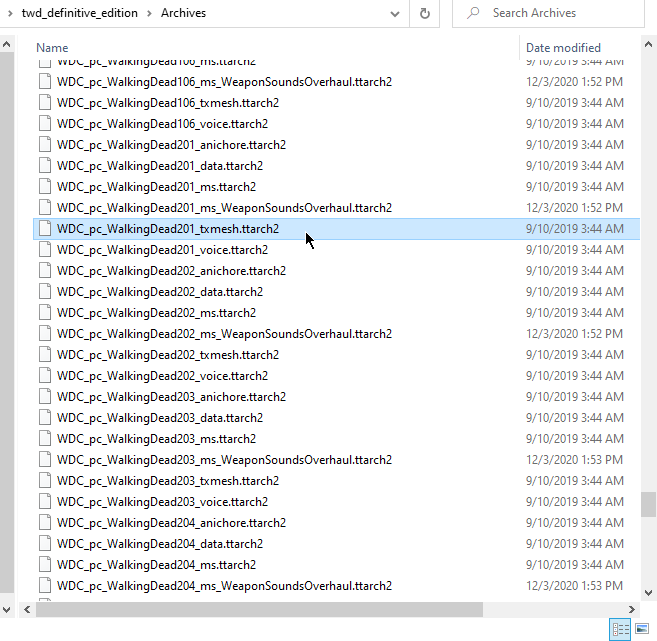 twd_definitive_edition > Archives
Search Archives
Name Date modified
WDC_pc_WalkingDead106_ms.ttarch2 9/10/2019 3:44 AM
WDC_pc_WalkingDead106_ms_WeaponSoundsOverhaul.ttarch2 12/3/2020 1:52 PM
WDC_pc_WalkingDead106_txmesh.ttarch2 9/10/2019 3:44 AM
WDC_pc_WalkingDead106_voice.ttarch2 9/10/2019 3:44 AM
WDC_pc_WalkingDead201_anichore.ttarch2 9/10/2019 3:44 AM
WDC_pc_WalkingDead201_data.ttarch2 9/10/2019 3:44 AM
WDC_pc_WalkingDead201_ms.ttarch2 9/10/2019 3:44 AM
WDC_pc_WalkingDead201_ms_WeaponSoundsOverhaul.ttarch2 12/3/2020 1:52 PM
WDC_pc_WalkingDead201_txmesh.ttarch2 9/10/2019 3:44 AM
WDC_pc_WalkingDead201_voice.ttarch2 9/10/2019 3:44 AM
WDC_pc_WalkingDead202_anichore.ttarch2 9/10/2019 3:44 AM
WDC_pc_WalkingDead202_data.ttarch2 9/10/2019 3:44 AM
WDC_pc_WalkingDead202_ms.ttarch2 9/10/2019 3:44 AM
WDC_pc_WalkingDead202_ms_WeaponSoundsOverhaul.ttarch2 12/3/2020 1:52 PM
WDC_pc_WalkingDead202_txmesh.ttarch2 9/10/2019 3:44 AM
WDC_pc_WalkingDead202_voice.ttarch2 9/10/2019 3:44 AM
WDC_pc_WalkingDead203_anichore.ttarch2 9/10/2019 3:44 AM
WDC_pc_WalkingDead203_data.ttarch2 9/10/2019 3:44 AM
WDC_pc_WalkingDead203_ms.ttarch2 9/10/2019 3:44 AM
WDC_pc_WalkingDead203_ms_WeaponSoundsOverhaul.ttarch2 12/3/2020 1:53 PM
WDC_pc_WalkingDead203_txmesh.ttarch2 9/10/2019 3:44 AM
WDC_pc_WalkingDead203_voice.ttarch2 9/10/2019 3:44 AM
WDC_pc_WalkingDead204_anichore.ttarch2 9/10/2019 3:44 AM
WDC_pc_WalkingDead204_data.ttarch2 9/10/2019 3:44 AM
WDC_pc_WalkingDead204_ms.ttarch2 9/10/2019 3:44 AM
WDC_pc_WalkingDead204_ms_WeaponSoundsOverhaul.ttarch2 12/3/2020 1:53 PM